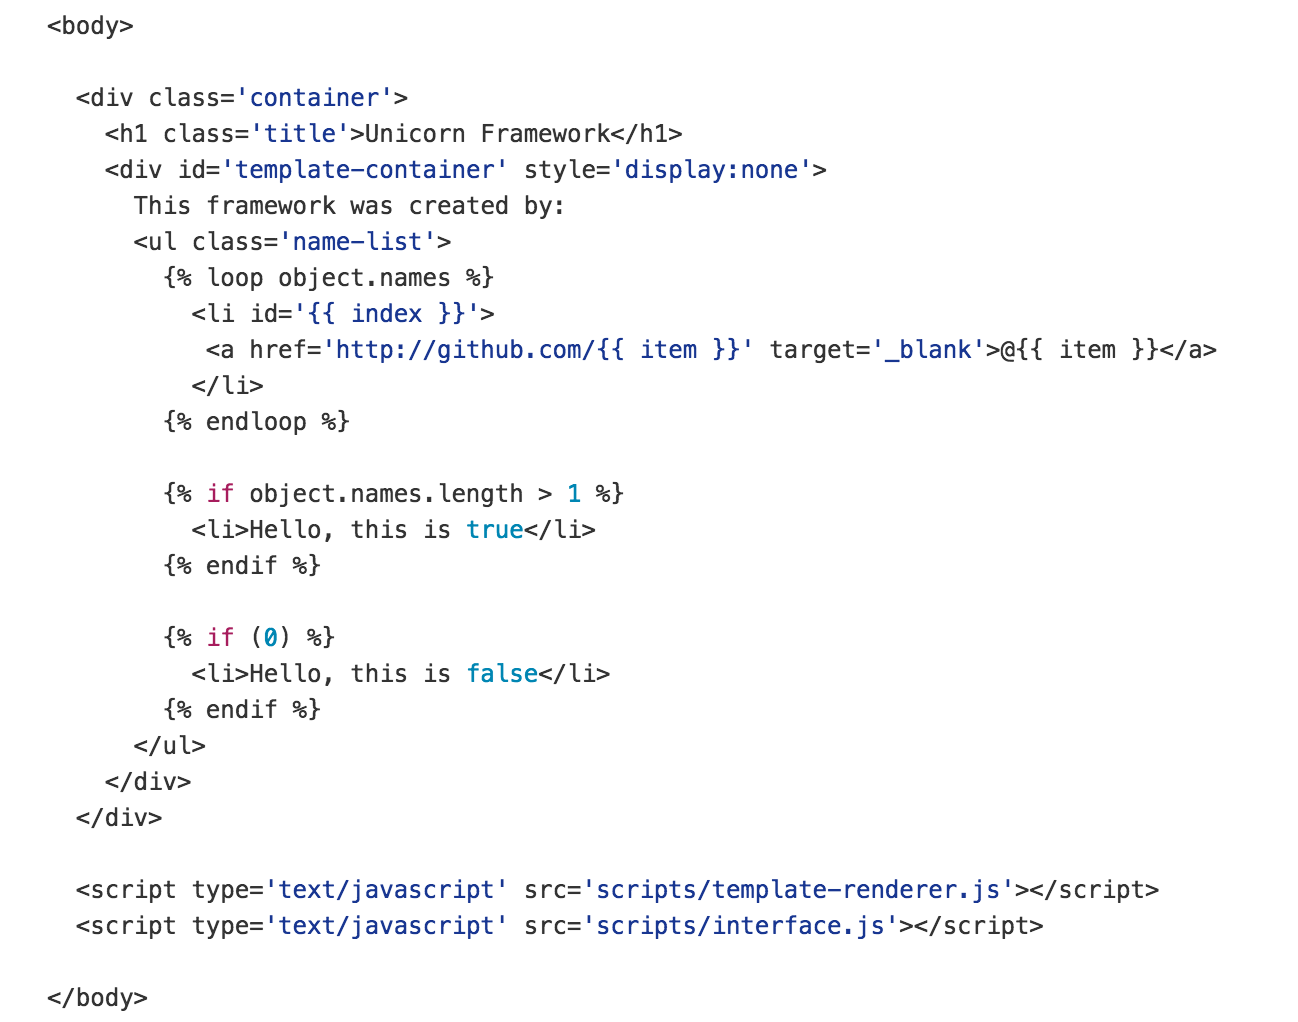 <body>
<div class='container'>
<h1 class='title'>Unicorn Framework</h1>
<div id='template-container' style='display:none'>
This framework was created by:
<ul class='name-list'>
{% loop object.names %}
<li id='{{ index }}'>
<a href='http://github.com/{{ item }}' target='_blank'>@{{ item }}</a>
</li>
{% endloop %}
{% if object.names.length > 1 %}
<li>Hello, this is true</li>
{% endif %}
{% if (0) %}
<li>Hello, this is false</li>
{% endif %}
</ul>
</div>
</div>
<script type='text/javascript' src='scripts/template-renderer.js'></script>
<script type='text/javascript' src='scripts/interface.js'></script>
</body>